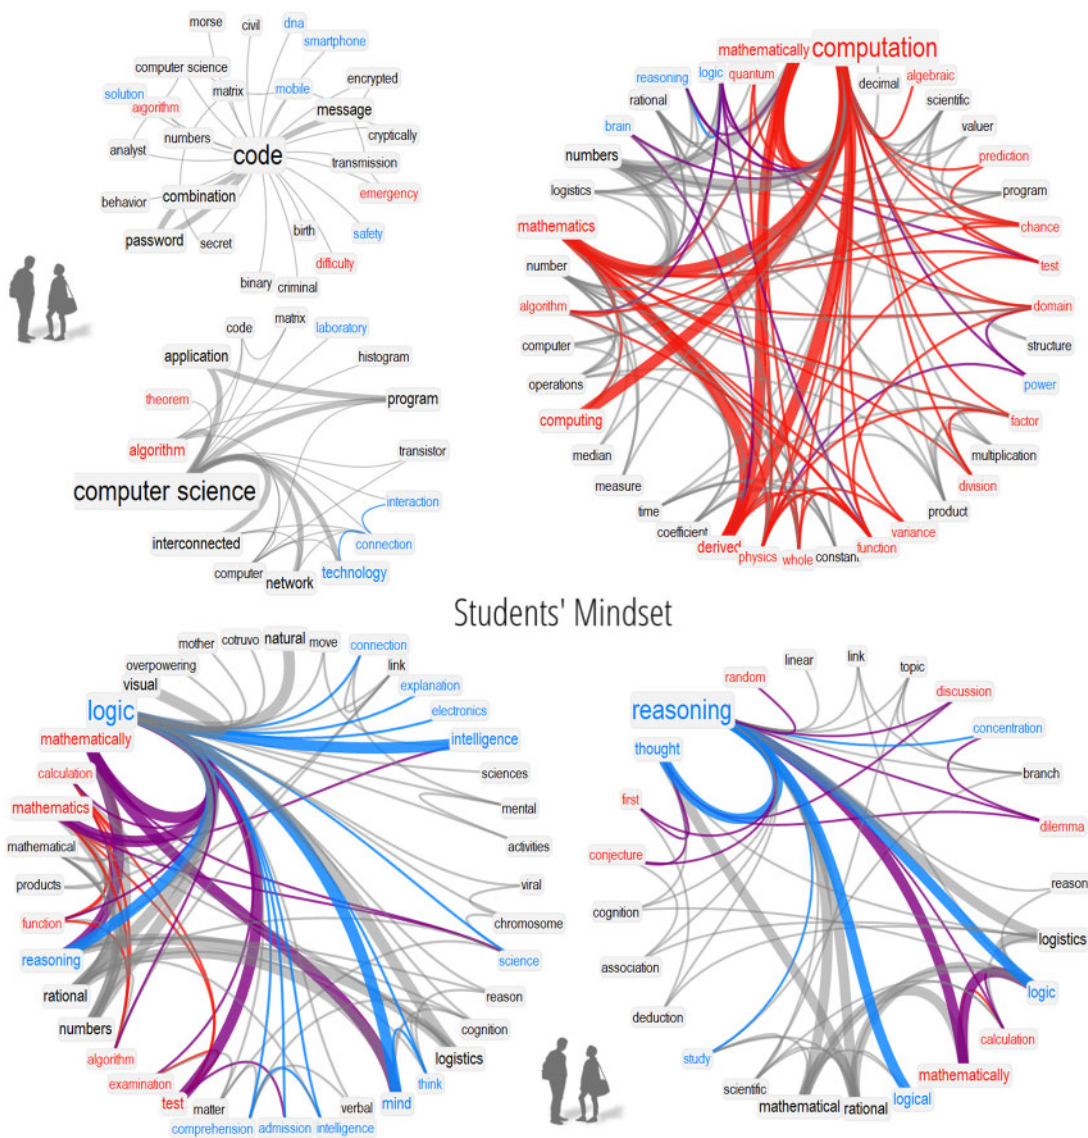 morse
civil
dna
smartphone
computer science
encrypted
solution
matrix
mobile
algorithm
message
numbers
cryptically
code
analyst
transmission
combination
emergency
behavior
birth
safety
password
secret
difficulty
binary
criminal
mathematically
computation
reasoning
logic
quantum
decimal
algebraic
rational
scientific
brain
valuer
numbers
prediction
logistics
program
mathematics
chance
number
test
algorithm
domain
computer
structure
operations
power
computing
factor
median
multiplication
measure
division
time
product
coefficient
variance
derived
function
physics
whole
constant
code
matrix
laboratory
application
histogram
theorem
program
algorithm
transistor
computer science
interaction
interconnected
connection
computer
network
technology
Students' Mindset
mother
cotruvo
natural
move
connection
overpowering
link
visual
explanation
logic
electronics
mathematically
intelligence
calculation
sciences
mathematics
mental
mathematical
activities
products
viral
function
chromosome
reasoning
science
rational
reason
numbers
cognition
algorithm
logistics
examination
think
test
mind
matter
verbal
comprehension
admission
intelligence
linear
link
topic
random
discussion
reasoning
concentration
thought
branch
first
dilemma
conjecture
reason
cognition
logistics
association
logic
deduction
calculation
study
mathematically
scientific
logical
mathematical
rational